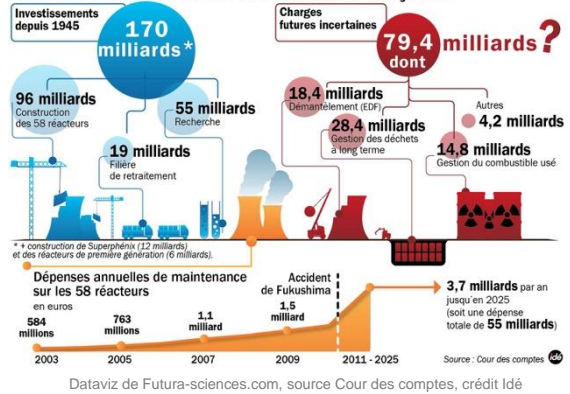 Investissements
depuis 1945
170
milliards*
96 milliards
Construction
des 58 réacteurs
19 milliards
Filière
de retraitement
55 milliards
Recherche
Charges
futures incertaines
79,4 milliards ?
dont
18,4 milliards
Démantèlement (EDF)
28,4 milliards
Gestion des déchets
à long terme
Autres
4,2 milliards
14,8 milliards
Gestion du combustible usé
* + construction de Superphénix (12 milliards)
et des réacteurs de première génération (6 milliards).
Dépenses annuelles de maintenance
sur les 58 réacteurs
en euros
584
millions
763
millions
1,1
milliard
1,5
milliard
Accident
de Fukushima
3,7 milliards par an
jusqu'en 2025
(soit une dépense
totale de 55 milliards)
2003
2005
2007
2009
2011 - 2025
Source : Cour des comptes idé
Dataviz de Futura-sciences.com, source Cour des comptes, crédit Idé